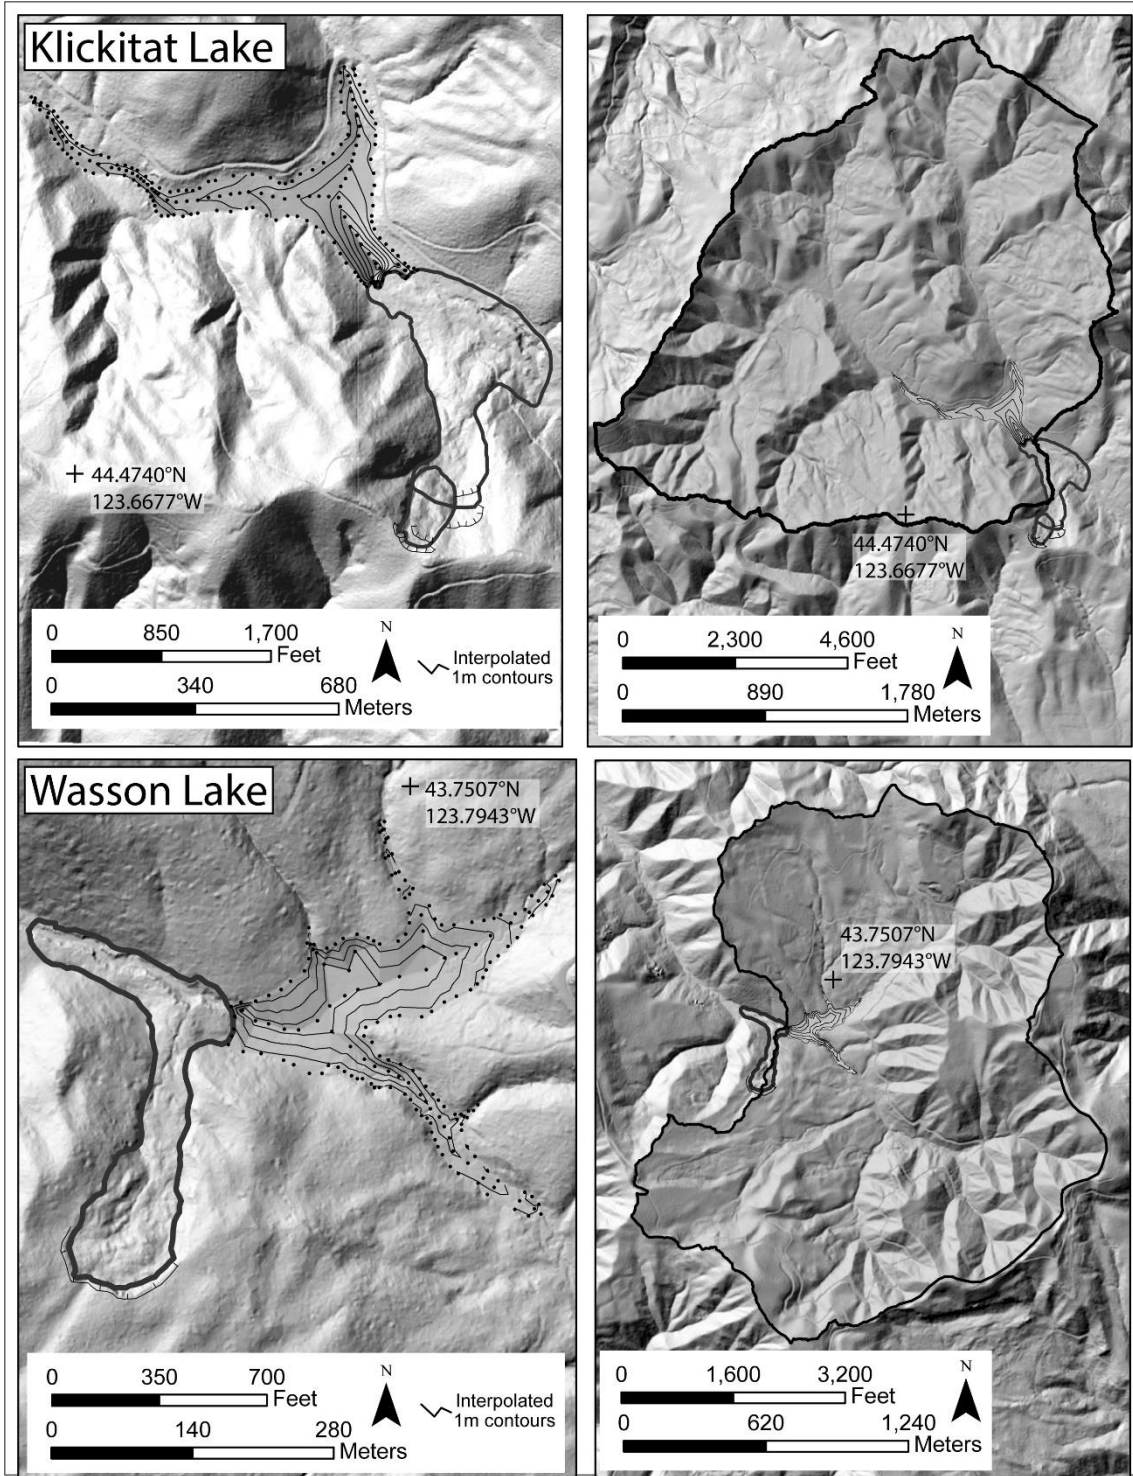 Klickitat Lake
44.4740°N
123.6677°W
0 850 1,700
Feet
0 340 680
Meters
N
Interpolated
1m contours
44.4740°N
123.6677°W
0 2,300 4,600
Feet
0 890 1,780
Meters
N
Wasson Lake
43.7507°N
123.7943°W
0 350 700
Feet
0 140 280
Meters
N
Interpolated
1m contours
43.7507°N
123.7943°W
0 1,600 3,200
Feet
0 620 1,240
Meters
N